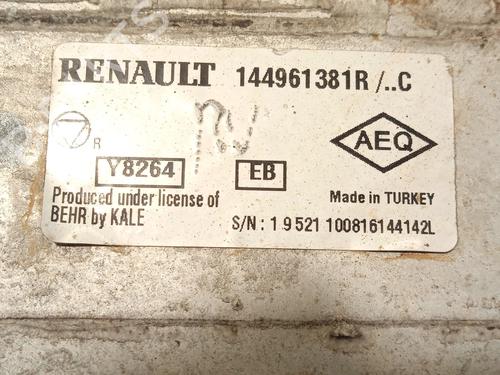 RENAULT 144961381R /..C
R
Y8264 EB AEQ
Produced under license of Made in TURKEY
BEHR by KALE S/N : 1 9 521 100816144142L